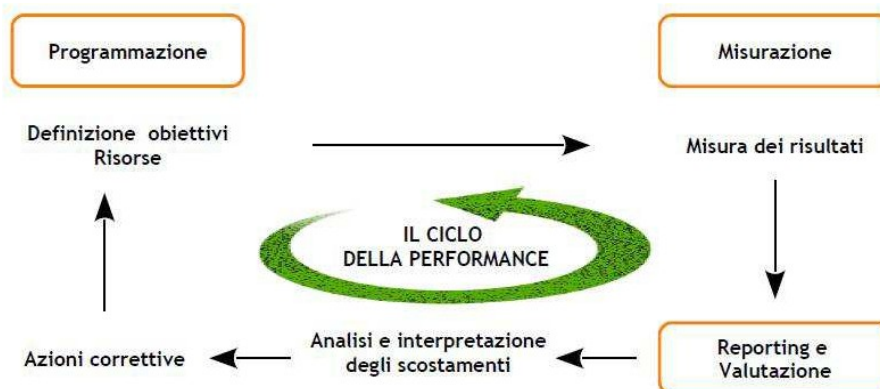 Programmazione
Misurazione
Definizione obiettivi
Risorse
Misura dei risultati
IL CICLO
DELLA PERFORMANCE
Azioni correttive
Analisi e interpretazione
degli scostamenti
Reporting e
Valutazione